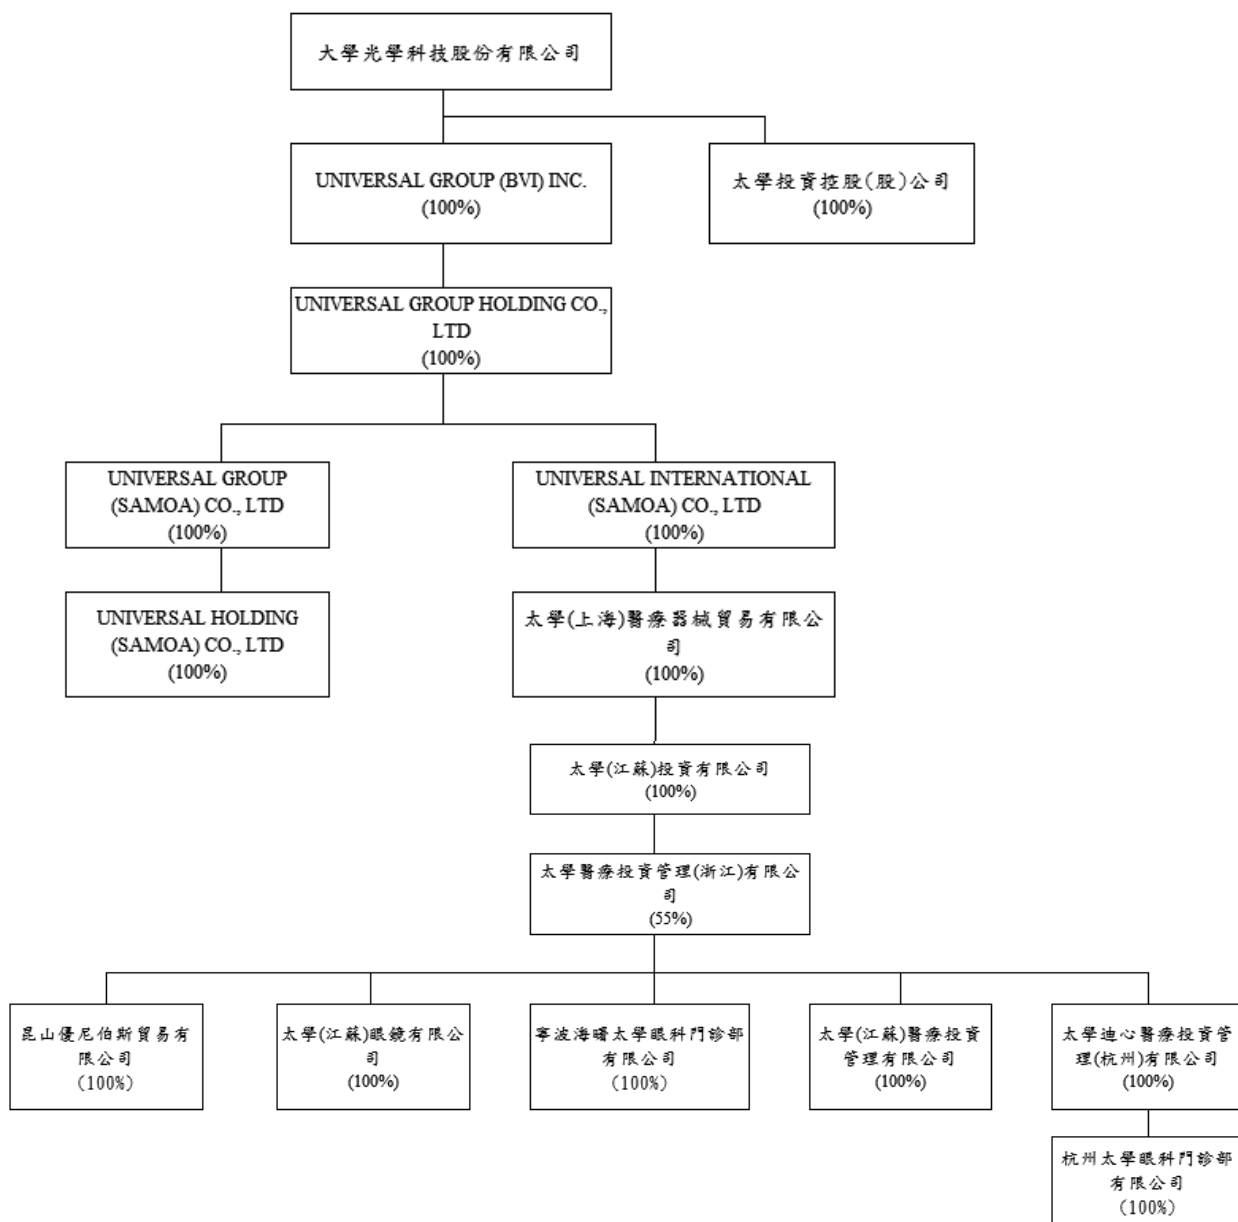 大學光學科技股份有限公司
UNIVERSAL GROUP (BVI) INC.
(100%)
太學投資控股(股)公司
(100%)
UNIVERSAL GROUP HOLDING CO.,
LTD
(100%)
UNIVERSAL GROUP
(SAMOA) CO., LTD
(100%)
UNIVERSAL INTERNATIONAL
(SAMOA) CO., LTD
(100%)
UNIVERSAL HOLDING
(SAMOA) CO., LTD
(100%)
太學(上海)醫療器械貿易有限公
司
(100%)
太學(江蘇)投資有限公司
(100%)
太學醫療投資管理(浙江)有限公
司
(55%)
昆山優尼伯斯貿易有
限公司
(100%)
太學(江蘇)眼鏡有限公
司
(100%)
寧波海曙太學眼科門診部
有限公司
(100%)
太學(江蘇)醫療投資
管理有限公司
(100%)
太學迪心醫療投資管
理(杭州)有限公司
(100%)
杭州太學眼科門診部
有限公司
(100%)